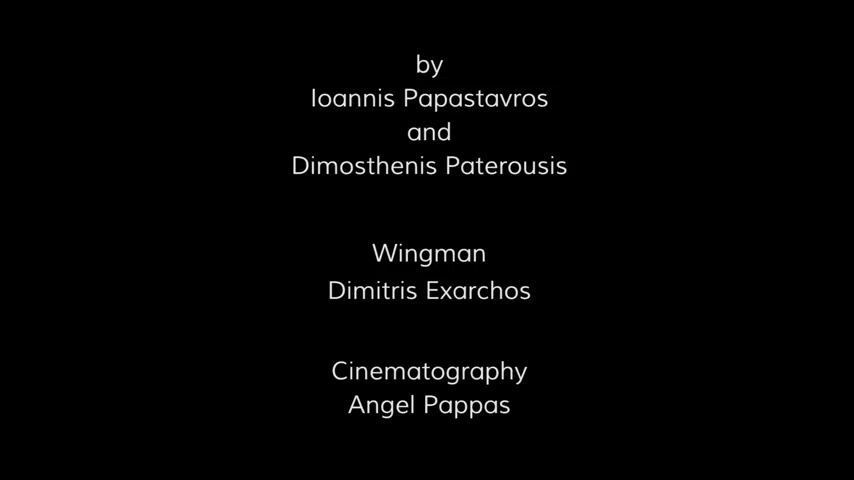 by
Ioannis Papastavros
and
Dimosthenis Paterousis
Wingman
Dimitris Exarchos
Cinematography
Angel Pappas